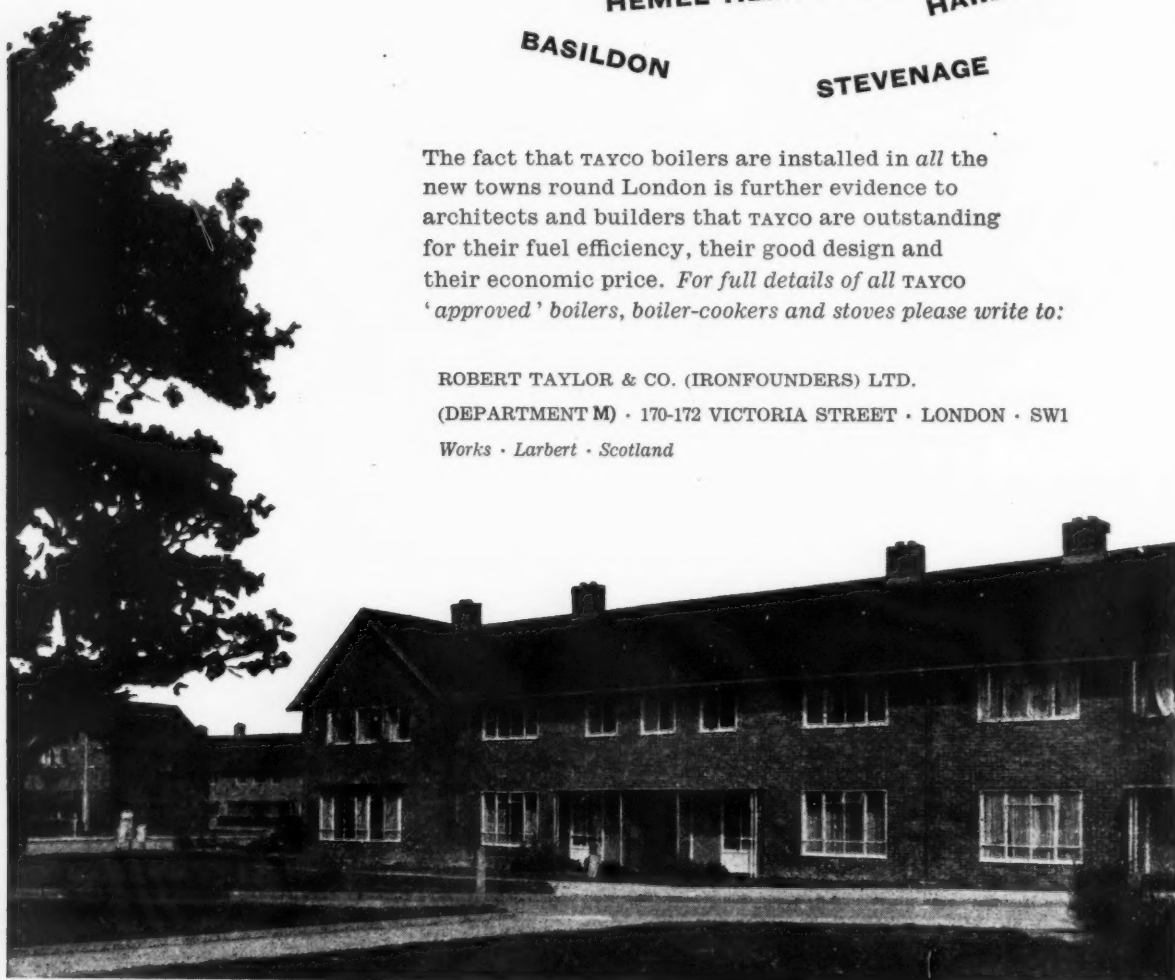 BASILDON
STEVENAGE
The fact that TAYCO boilers are installed in all the
new towns round London is further evidence to
architects and builders that TAYCO are outstanding
for their fuel efficiency, their good design and
their economic price. For full details of all TAYCO
‘approved’ boilers, boiler-cookers and stoves please write to:
ROBERT TAYLOR & CO. (IRONFOUNDERS) LTD.
(DEPARTMENT M) · 170-172 VICTORIA STREET · LONDON · SW1
Works · Larbert · Scotland